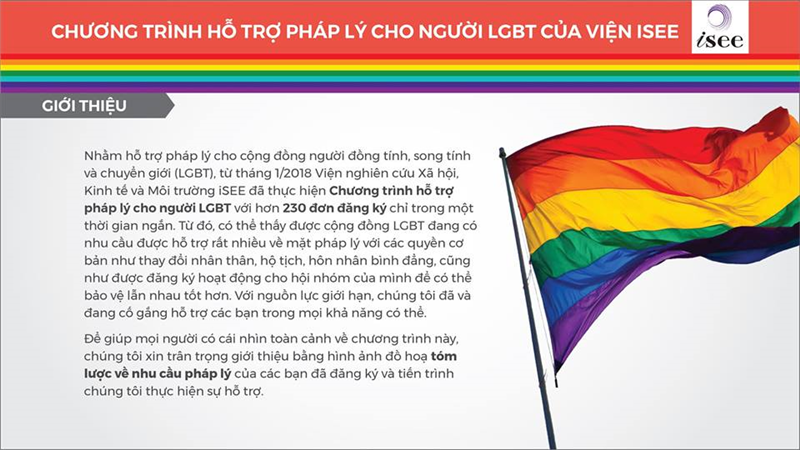 CHƯƠNG TRÌNH HỖ TRỢ PHÁP LÝ CHO NGƯỜI LGBT CỦA VIỆN ISEE
isee
GIỚI THIỆU
Nhằm hỗ trợ pháp lý cho cộng đồng người đồng tính, song tính
và chuyển giới (LGBT), từ tháng 1/2018 Viện nghiên cứu Xã hội,
Kinh tế và Môi trường iSEE đã thực hiện Chương trình hỗ trợ
pháp lý cho người LGBT với hơn 230 đơn đăng ký chỉ trong một
thời gian ngắn. Từ đó, có thể thấy được cộng đồng LGBT đang có
nhu cầu được hỗ trợ rất nhiều về mặt pháp lý với các quyền cơ
bản như thay đổi nhân thân, hộ tịch, hôn nhân bình đẳng, cũng
như được đăng ký hoạt động cho hội nhóm của mình để có thể
bảo vệ lẫn nhau tốt hơn. Với nguồn lực giới hạn, chúng tôi đã và
đang cố gắng hỗ trợ các bạn trong mọi khả năng có thể.
Để giúp mọi người có cái nhìn toàn cảnh về chương trình này,
chúng tôi xin trân trọng giới thiệu bằng hình ảnh đồ hoạ tóm
lược về nhu cầu pháp lý của các bạn đã đăng ký và tiến trình
chúng tôi thực hiện sự hỗ trợ.